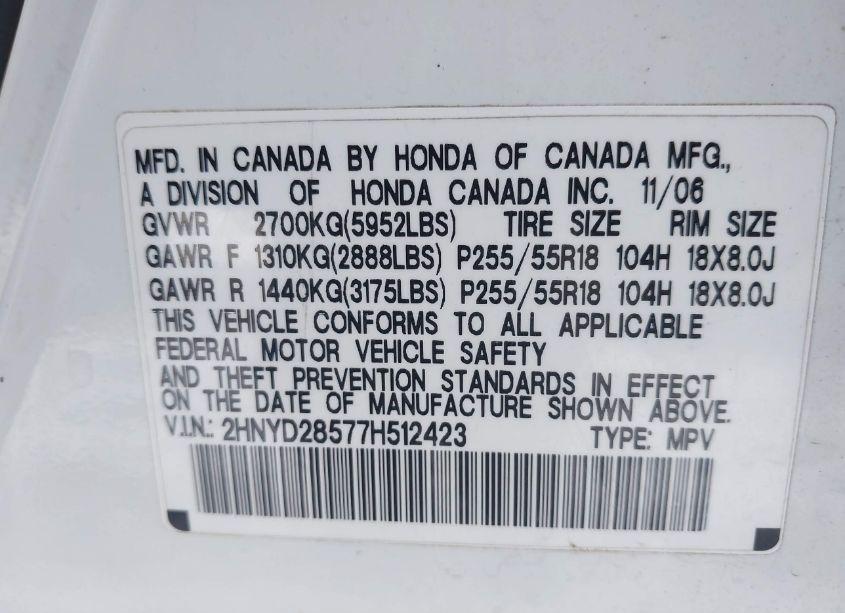 MFD. IN CANADA BY HONDA OF CANADA MFG.,
A DIVISION OF HONDA CANADA INC. 11/06
GVWR 2700KG(5952LBS) TIRE SIZE RIM SIZE
GAWR F 1310KG(2888LBS) P255/55R18 104H 18X8.0J
GAWR R 1440KG(3175LBS) P255/55R18 104H 18X8.0J
THIS VEHICLE CONFORMS TO ALL APPLICABLE
FEDERAL MOTOR VEHICLE SAFETY
AND THEFT PREVENTION STANDARDS IN EFFECT
ON THE DATE OF MANUFACTURE SHOWN ABOVE.
V.I.N.: 2HNYD28577H512423 TYPE: MPV